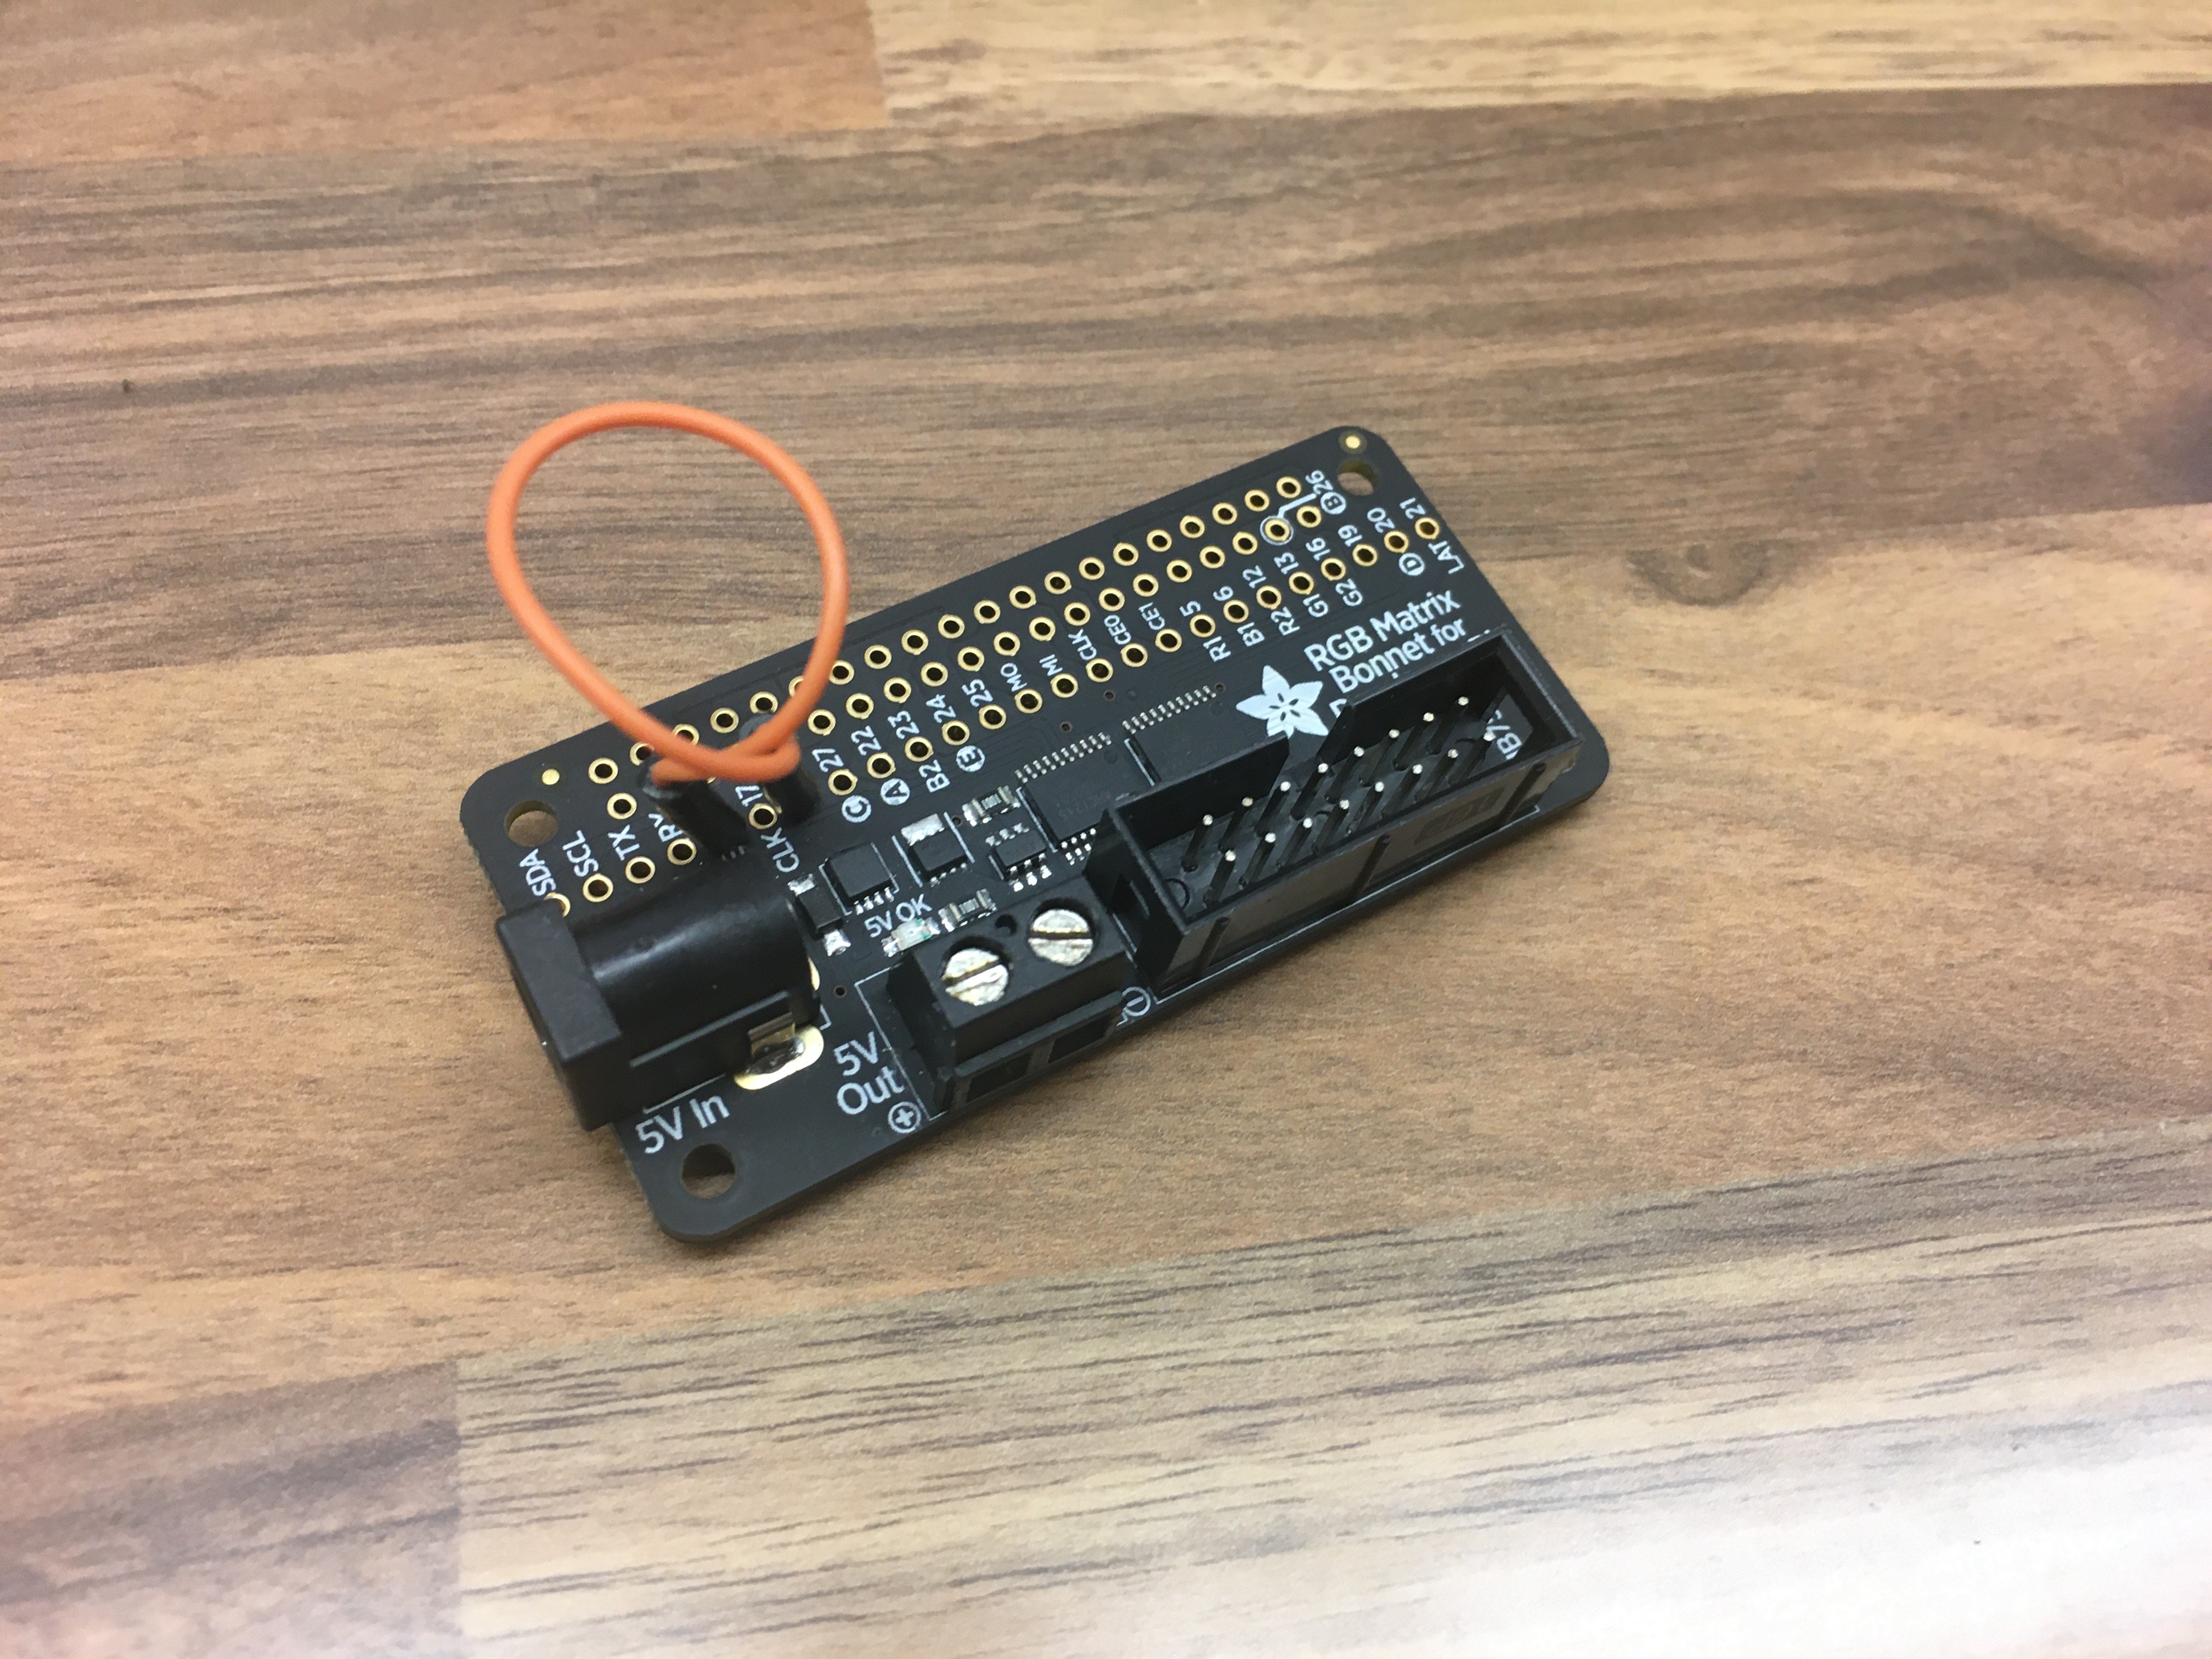 5V In
5V
Out
5V OK
SDA
SCL
TX
RX
CLK 17
C 27
A 22
B2 23
E 24
25
MO
MI
CLK
CE0
CE1
R1 5
B1 6
R2 12
G1 13
G2 16
B 26
19
D 20
LAT 21
RGB Matrix
Bonnet for